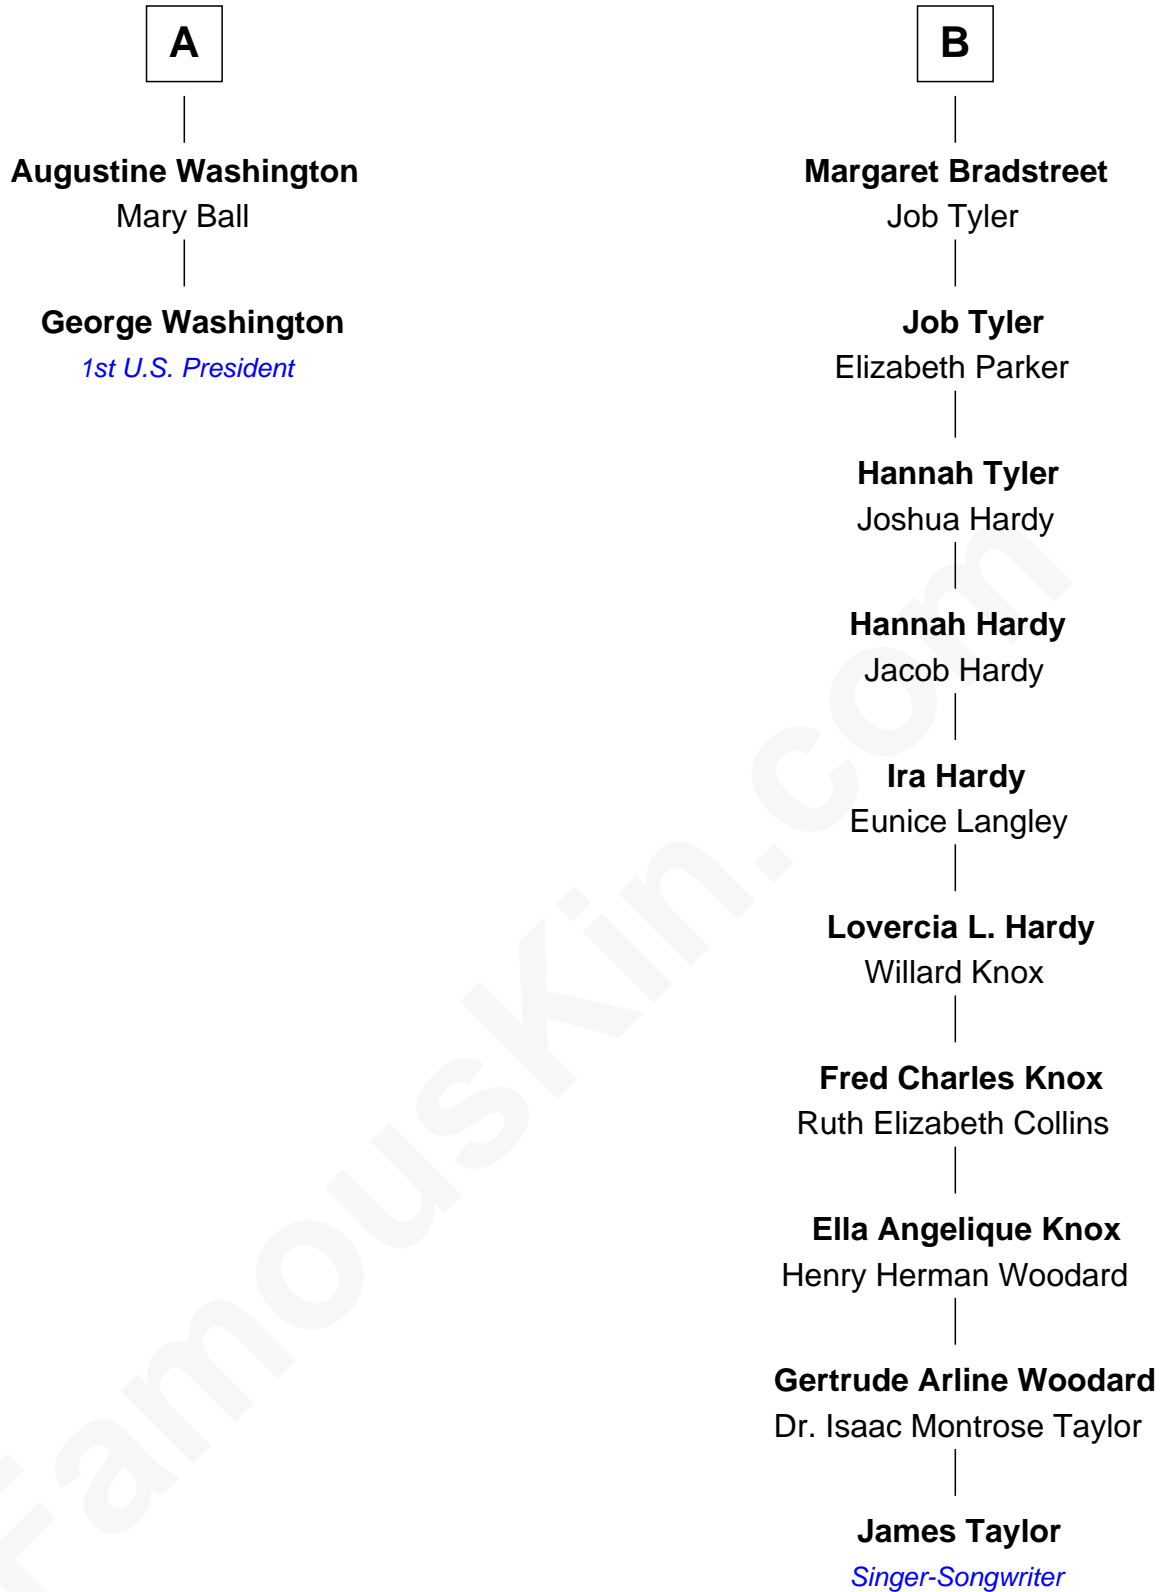 A
Augustine Washington
Mary Ball
George Washington
1st U.S. President
B
Margaret Bradstreet
Job Tyler
Job Tyler
Elizabeth Parker
Hannah Tyler
Joshua Hardy
Hannah Hardy
Jacob Hardy
Ira Hardy
Eunice Langley
Lovercia L. Hardy
Willard Knox
Fred Charles Knox
Ruth Elizabeth Collins
Ella Angelique Knox
Henry Herman Woodard
Gertrude Arline Woodard
Dr. Isaac Montrose Taylor
James Taylor
Singer-Songwriter
FamousKin.com